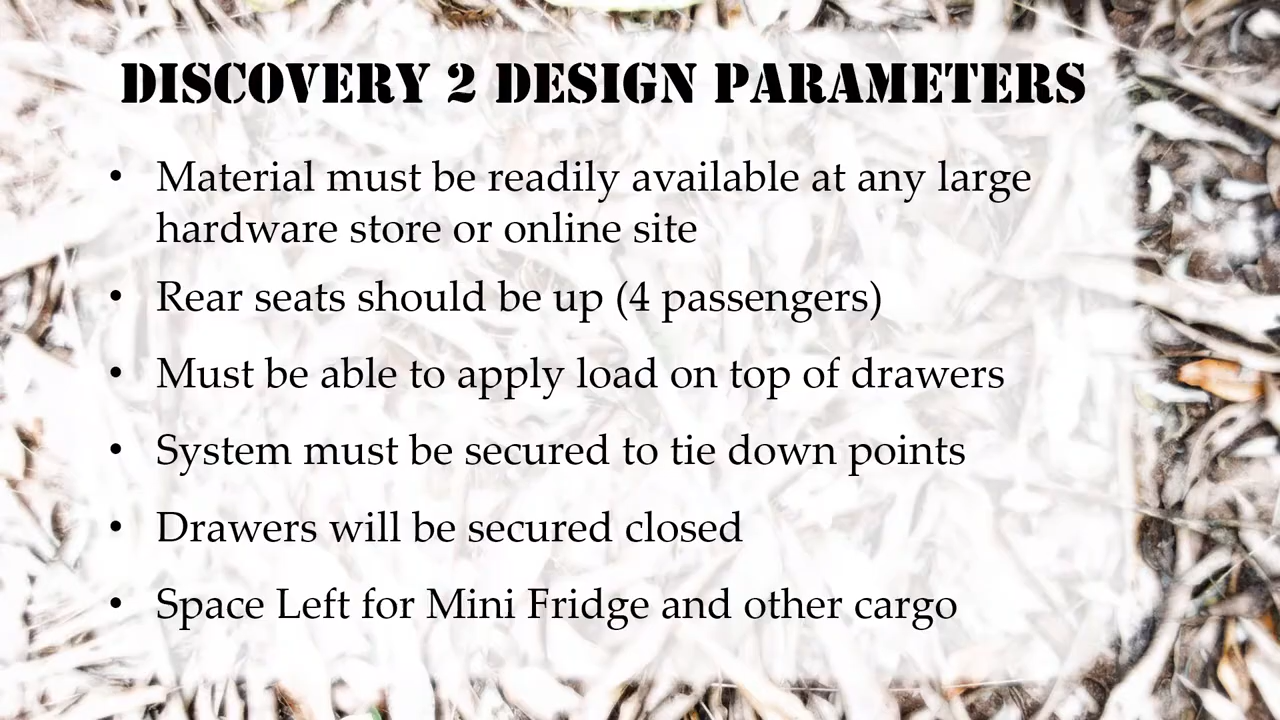 DISCOVERY 2 DESIGN PARAMETERS
• Material must be readily available at any large
hardware store or online site
• Rear seats should be up (4 passengers)
• Must be able to apply load on top of drawers
• System must be secured to tie down points
• Drawers will be secured closed
• Space Left for Mini Fridge and other cargo